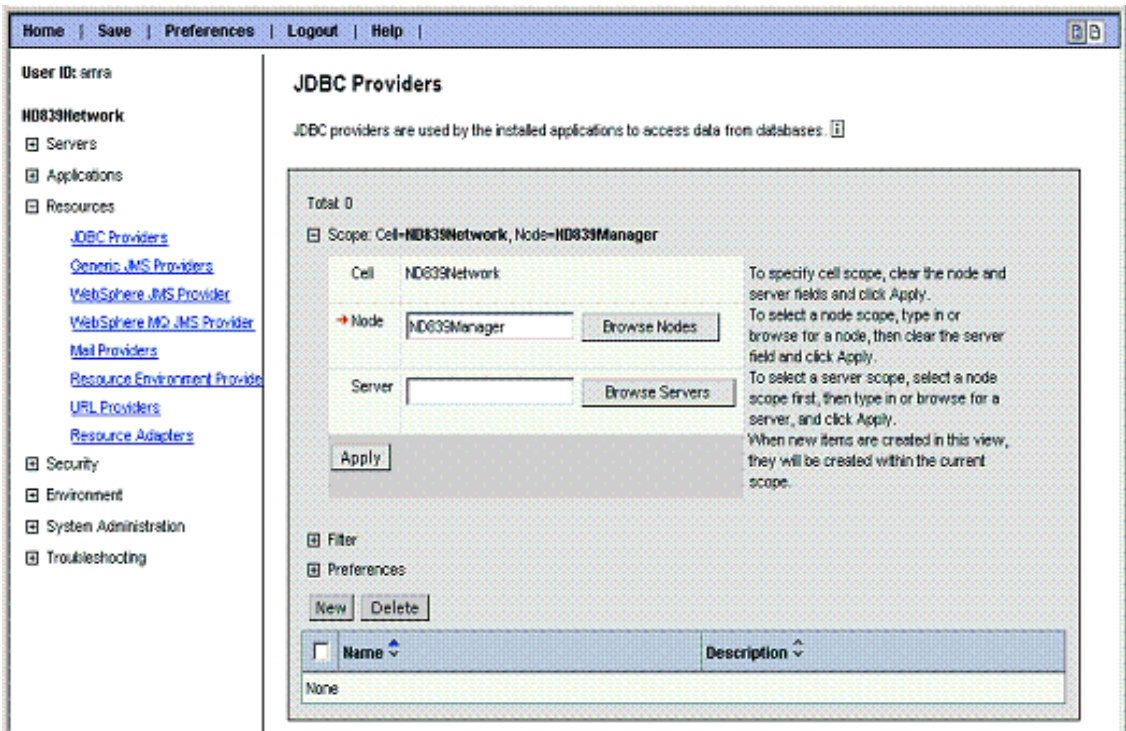 Home | Save | Preferences | Logout | Help |
User ID: amra
ND839Network
Servers
Applications
Resources
JDBC Providers
Generic JMS Providers
WebSphere JMS Provider
WebSphere MQ JMS Provider
Mail Providers
Resource Environment Provide
URL Providers
Resource Adapters
Security
Environment
System Administration
Troubleshooting
JDBC Providers
JDBC providers are used by the installed applications to access data from databases.
Total: 0
Scope: Cell=ND839Network, Node=ND839Manager
Cell ND839Network
To specify cell scope, clear the node and
server fields and click Apply.
Node ND839Manager Browse Nodes
To select a node scope, type in or
browse for a node, then clear the server
field and click Apply.
Server Browse Servers
To select a server scope, select a node
scope first, then type in or browse for a
server, and click Apply.
When new items are created in this view,
they will be created within the current
scope.
Apply
Filter
Preferences
New Delete
Name Description
None